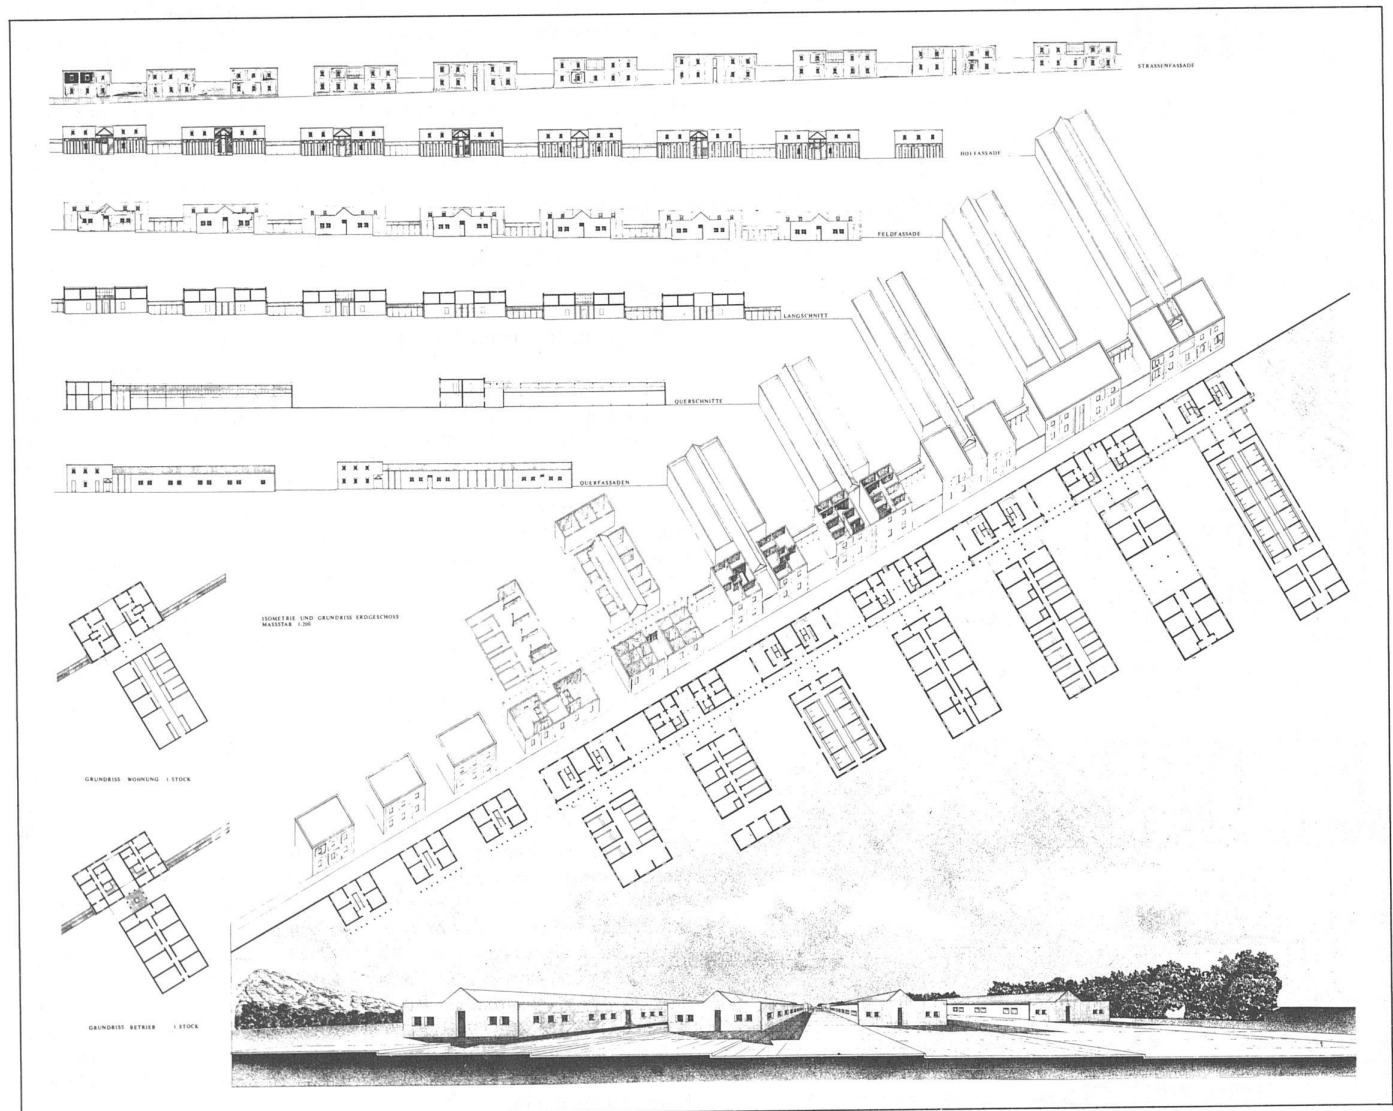 STRASSENFASSADE
HOFFASSADE
FELDFASSADE
LANGSCHNITT
QUERSCHNITTE
QUERFASSADEN
ISOMETRIE UND GRUNDRISS ERDGESCHOSS
MASSSTAB 1:200
GRUNDRISS WOHNUNG 1 STOCK
GRUNDRISS BETRIEB 1 STOCK